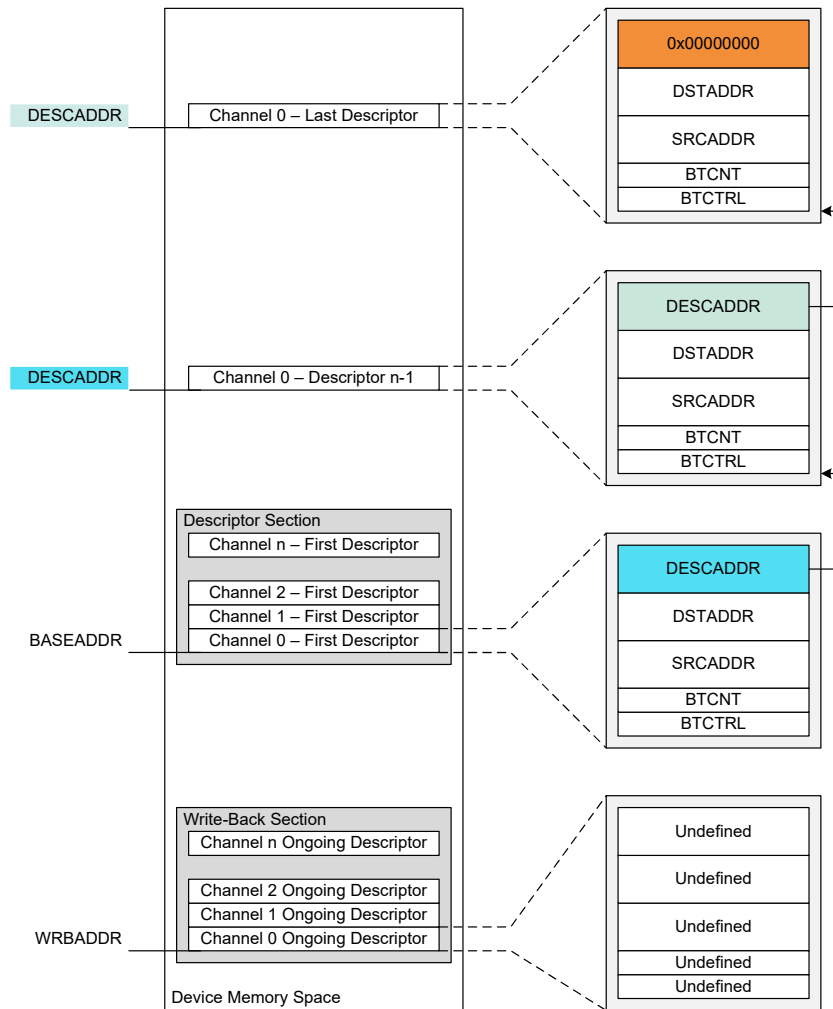 0x00000000
DESCADDR
Channel 0 – Last Descriptor
DSTADDR
SRCADDR
BTCNT
BTCTRL
DESCADDR
DESCADDR
Channel 0 – Descriptor n-1
DSTADDR
SRCADDR
BTCNT
BTCTRL
Descriptor Section
Channel n – First Descriptor
Channel 2 – First Descriptor
Channel 1 – First Descriptor
BASEADDR
Channel 0 – First Descriptor
DESCADDR
DSTADDR
SRCADDR
BTCNT
BTCTRL
Write-Back Section
Channel n Ongoing Descriptor
Channel 2 Ongoing Descriptor
Channel 1 Ongoing Descriptor
WRBADDR
Channel 0 Ongoing Descriptor
Undefined
Undefined
Undefined
Undefined
Undefined
Device Memory Space